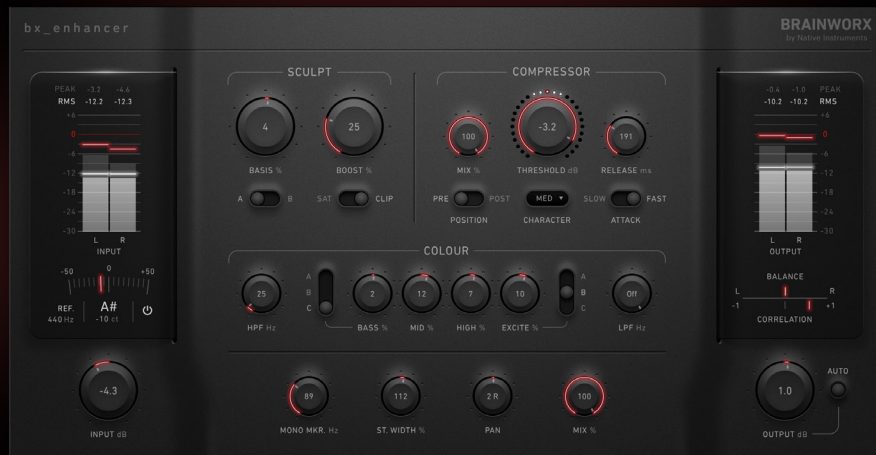 bx_enhancer
BRAINWORX
by Native Instruments
PEAK -3.2 -4.6
RMS -12.2 -12.3
+6
0
-6
-12
-18
-24
-30
L R
INPUT
-50 0 +50
REF. A#
440 Hz -10 ct
-4.3
INPUT dB
SCULPT
4
25
BASIS %
BOOST %
A B
SAT CLIP
COMPRESSOR
100
-3.2
191
MIX %
THRESHOLD dB
RELEASE ms
PRE POST
MED
SLOW FAST
POSITION
CHARACTER
ATTACK
COLOUR
25
A
B
C
2
12
7
10
A
B
C
Off
HPF Hz
BASS %
MID %
HIGH %
EXCITE %
LPF Hz
89
112
2 R
100
MONO MKR. Hz
ST. WIDTH %
PAN
MIX %
-0.4 -1.0 PEAK
-10.2 -10.2 RMS
+6
0
-6
-12
-18
-24
-30
L R
OUTPUT
BALANCE
L R
-1 +1
CORRELATION
AUTO
1.0
OUTPUT dB